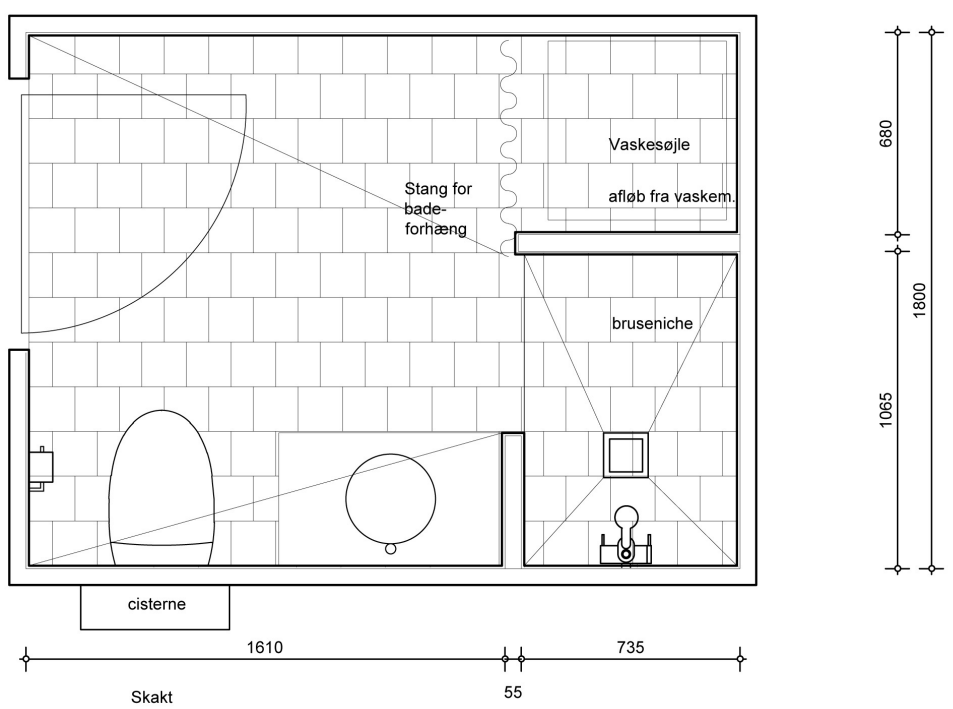 Vaskesøjle
afløb fra vaskem.
Stang for
bade-
forhæng
bruseniche
cisterne
680
1800
1065
1610
735
55
Skakt